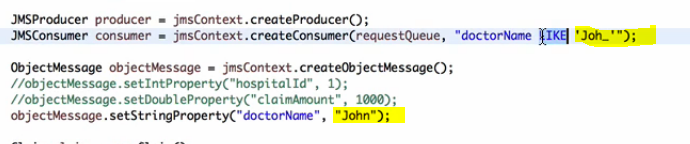 JMSProducer producer = jmsContext.createProducer();
JMSConsumer consumer = jmsContext.createConsumer(requestQueue, "doctorName LIKE 'Joh_'");
ObjectMessage objectMessage = jmsContext.createObjectMessage();
//objectMessage.setIntProperty("hospitalId", 1);
//objectMessage.setDoubleProperty("claimAmount", 1000);
objectMessage.setStringProperty("doctorName", "John");